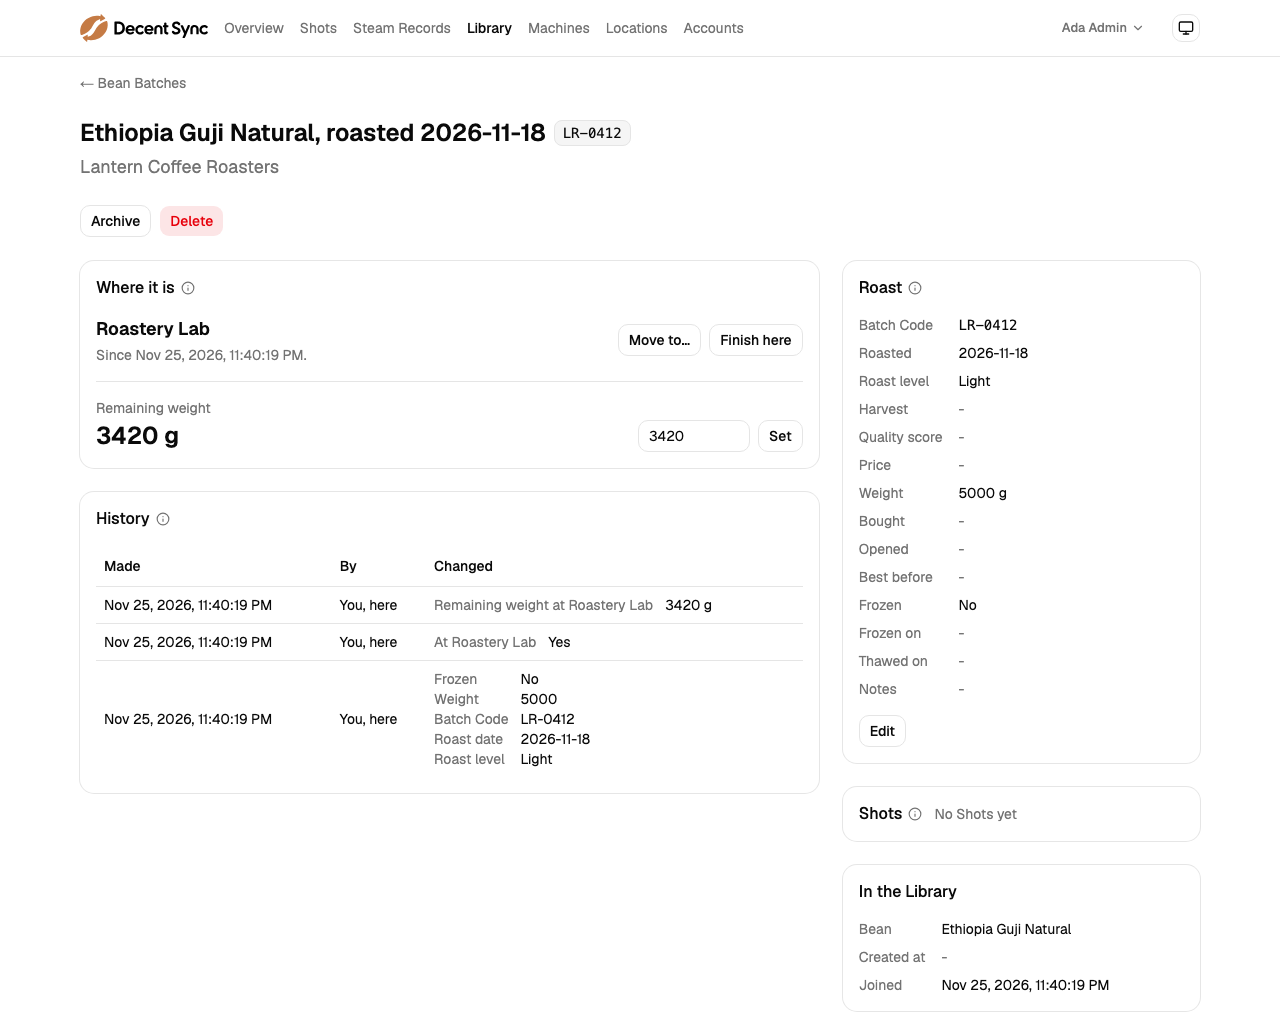 Decent Sync Overview Shots Steam Records Library Machines Locations Accounts Ada Admin
← Bean Batches
Ethiopia Guji Natural, roasted 2026-11-18 LR-0412
Lantern Coffee Roasters
Archive Delete
Where it is
Roastery Lab
Since Nov 25, 2026, 11:40:19 PM.
Move to... Finish here
Remaining weight
3420 g
3420 Set
History
Made By Changed
Nov 25, 2026, 11:40:19 PM You, here Remaining weight at Roastery Lab 3420 g
Nov 25, 2026, 11:40:19 PM You, here At Roastery Lab Yes
Nov 25, 2026, 11:40:19 PM You, here
Frozen No
Weight 5000
Batch Code LR-0412
Roast date 2026-11-18
Roast level Light
Roast
Batch Code LR-0412
Roasted 2026-11-18
Roast level Light
Harvest -
Quality score -
Price -
Weight 5000 g
Bought -
Opened -
Best before -
Frozen No
Frozen on -
Thawed on -
Notes -
Edit
Shots No Shots yet
In the Library
Bean Ethiopia Guji Natural
Created at -
Joined Nov 25, 2026, 11:40:19 PM